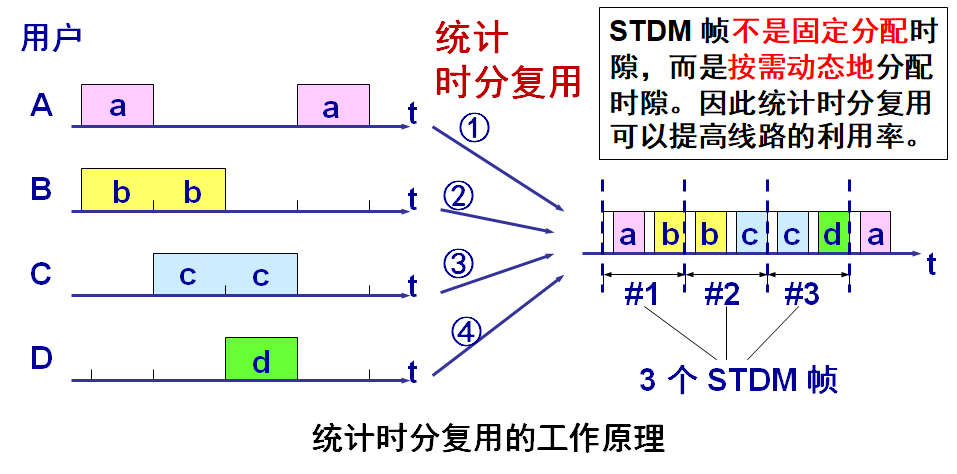 用户
统计
时分复用
STDM 帧不是固定分配时
隙，而是按需动态地分配
时隙。因此统计时分复用
可以提高线路的利用率。
A a a t
①
B b b t
②
C c c t
③
D d t
④
a b b c c d a
t
#1 #2 #3
3 个 STDM 帧
统计时分复用的工作原理